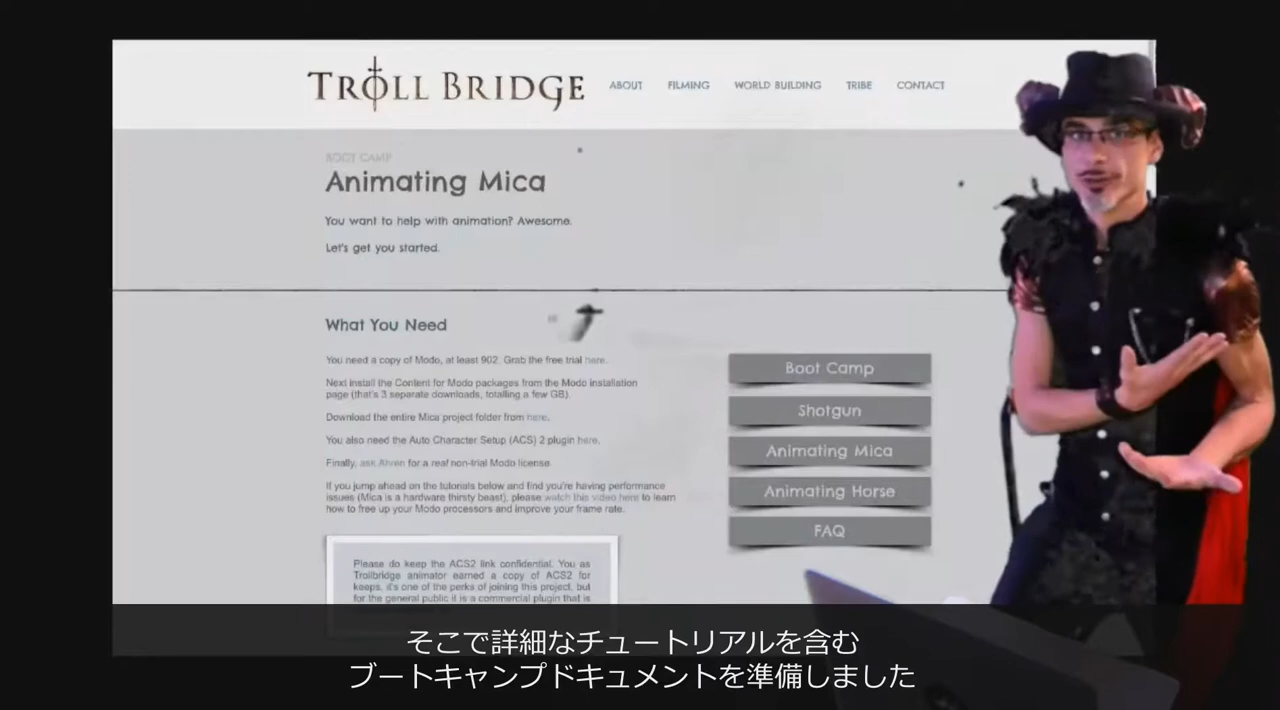 TROLL BRIDGE
ABOUT FILMING WORLD BUILDING TRIBE CONTACT
BOOT CAMP
Animating Mica
You want to help with animation? Awesome.
Let's get you started.
What You Need
You need a copy of Modo, at least 902. Grab the free trial here.
Next install the Content for Modo packages from the Modo installation
page (that's 3 separate downloads, totalling a few GB).
Download the entire Mica project folder from here.
You also need the Auto Character Setup (ACS) 2 plugin here.
Finally, ask Ahren for a real non-trial Modo license.
If you jump ahead on the tutorials below and find you're having performance
issues (Mica is a hardware thirsty beast), please watch this video here to learn
how to free up your Modo processors and improve your frame rate.
Please do keep the ACS2 link confidential. You as
Trollbridge animator earned a copy of ACS2 for
keeps, it's one of the perks of joining this project, but
for the general public it is a commercial plugin that is
Boot Camp
Shotgun
Animating Mica
Animating Horse
FAQ
そこで詳細なチュートリアルを含む
ブートキャンプドキュメントを準備しました